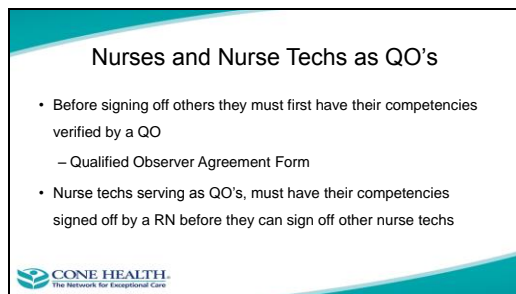 Nurses and Nurse Techs as QO's
• Before signing off others they must first have their competencies
verified by a QO
– Qualified Observer Agreement Form
• Nurse techs serving as QO's, must have their competencies
signed off by a RN before they can sign off other nurse techs
CONE HEALTH®
The Network for Exceptional Care